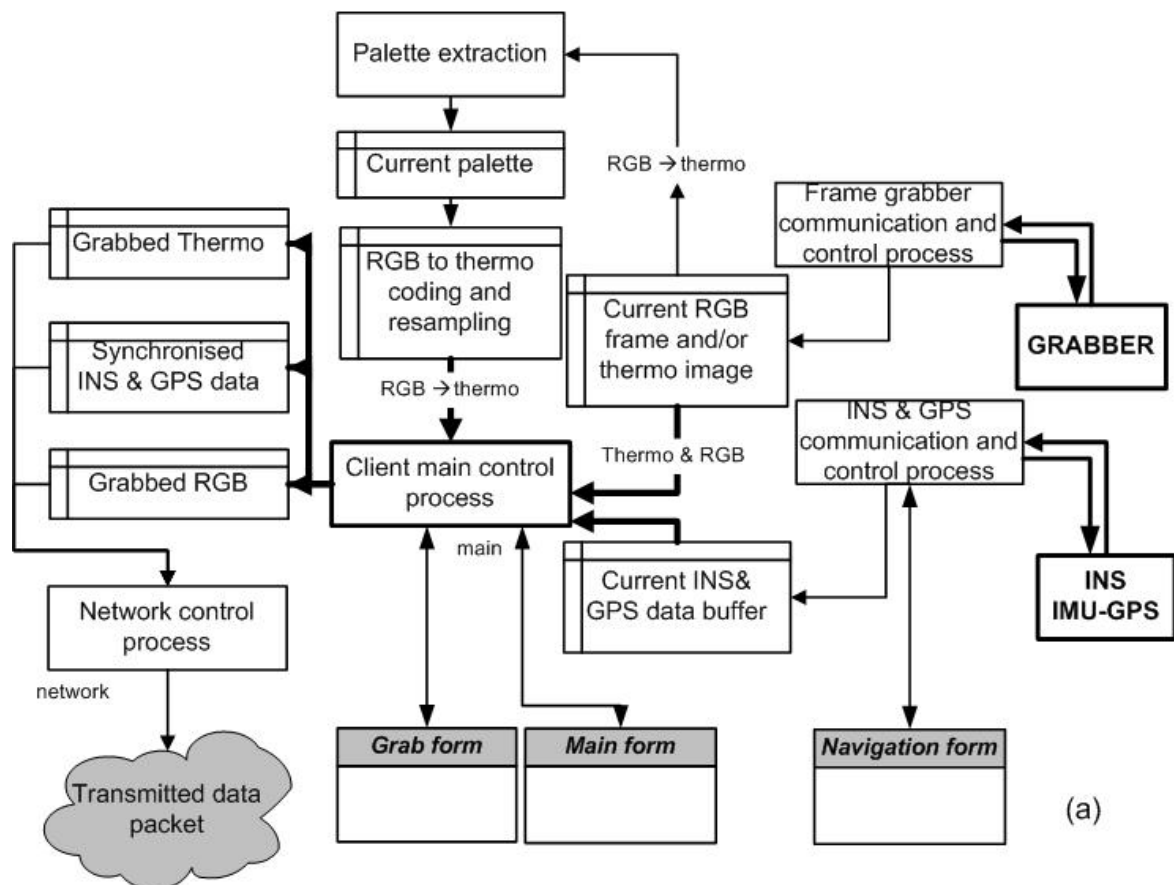 Palette extraction
Current palette
RGB → thermo
Frame grabber
communication and
control process
Grabbed Thermo
RGB to thermo
coding and
resampling
Current RGB
frame and/or
thermo image
GRABBER
Synchronised
INS & GPS data
RGB → thermo
INS & GPS
communication and
control process
Thermo & RGB
Client main control
process
Grabbed RGB
main
Current INS&
GPS data buffer
INS
IMU-GPS
Network control
process
network
Grab form
Main form
Navigation form
Transmitted data
packet
(a)